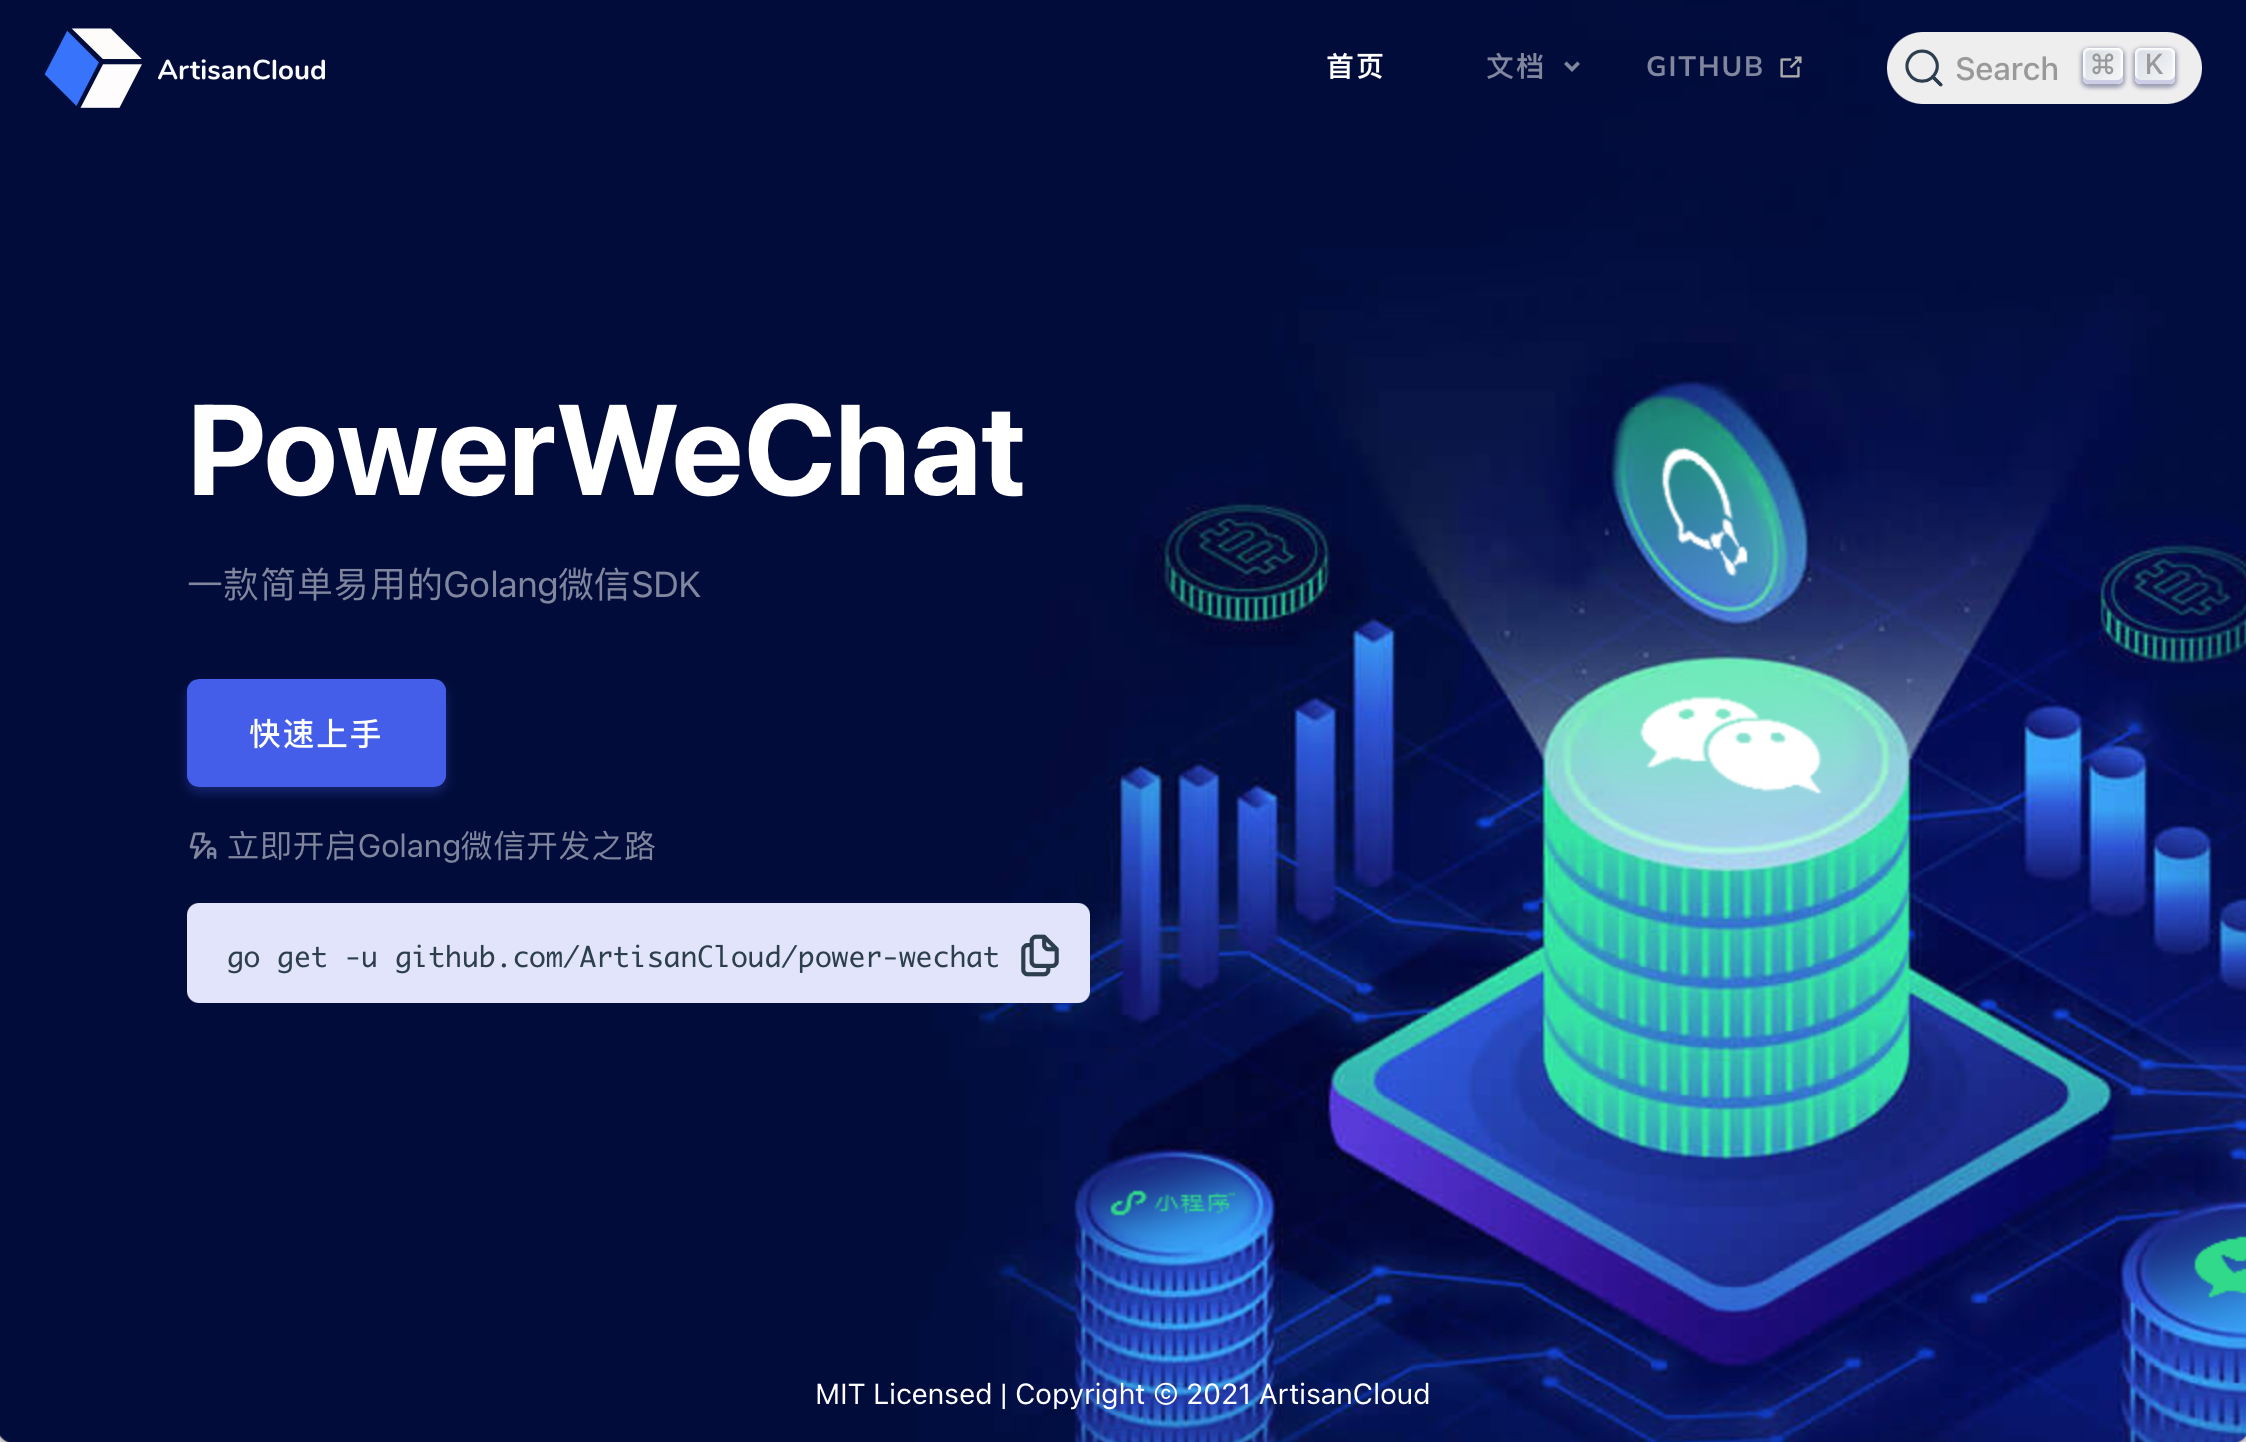 ArtisanCloud
首页
文档
GITHUB
Search ⌘ K
PowerWeChat
一款简单易用的Golang微信SDK
快速上手
立即开启Golang微信开发之路
go get -u github.com/ArtisanCloud/power-wechat
小程序
MIT Licensed | Copyright © 2021 ArtisanCloud